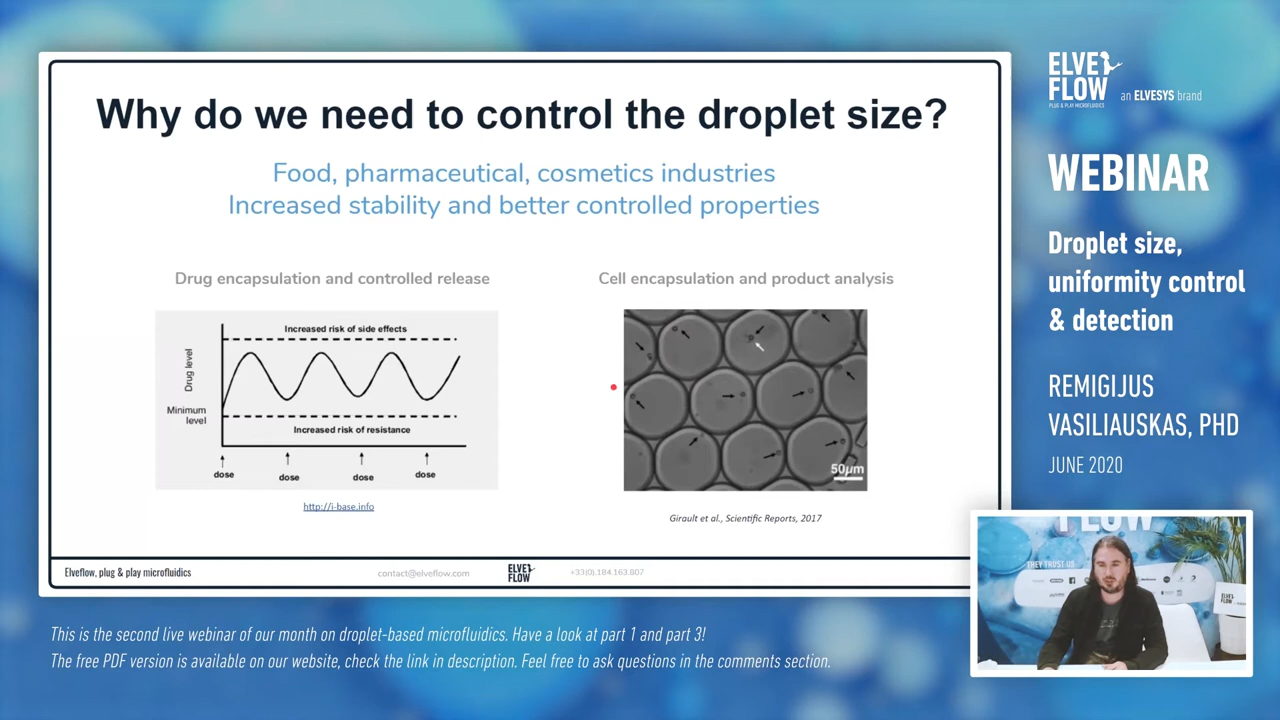 Why do we need to control the droplet size?
Food, pharmaceutical, cosmetics industries
Increased stability and better controlled properties
Drug encapsulation and controlled release
Increased risk of side effects
Drug level
Minimum
level
Increased risk of resistance
dose
dose
dose
dose
http://i-base.info
Cell encapsulation and product analysis
50µm
Girault et al., Scientific Reports, 2017
Elveflow, plug & play microfluidics
contact@elveflow.com
ELVE
FLOW
+33(0).184.163.807
ELVE
FLOW
PLUG & PLAY MICROFLUIDICS
an ELVESYS brand
WEBINAR
Droplet size,
uniformity control
& detection
REMIGIJUS
VASILIAUSKAS, PHD
JUNE 2020
FLOW
THEY TRUST US
ELVE
FLOW
This is the second live webinar of our month on droplet-based microfluidics. Have a look at part 1 and part 3!
The free PDF version is available on our website, check the link in description. Feel free to ask questions in the comments section.